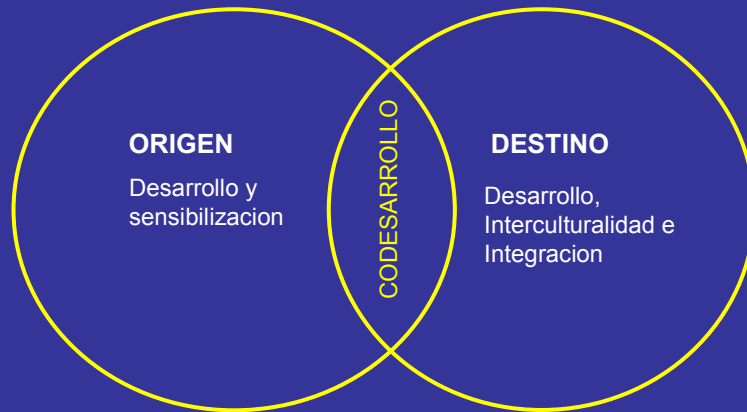 ORIGEN
Desarrollo y
sensibilizacion
CODESARROLLO
DESTINO
Desarrollo,
Interculturalidad e
Integracion